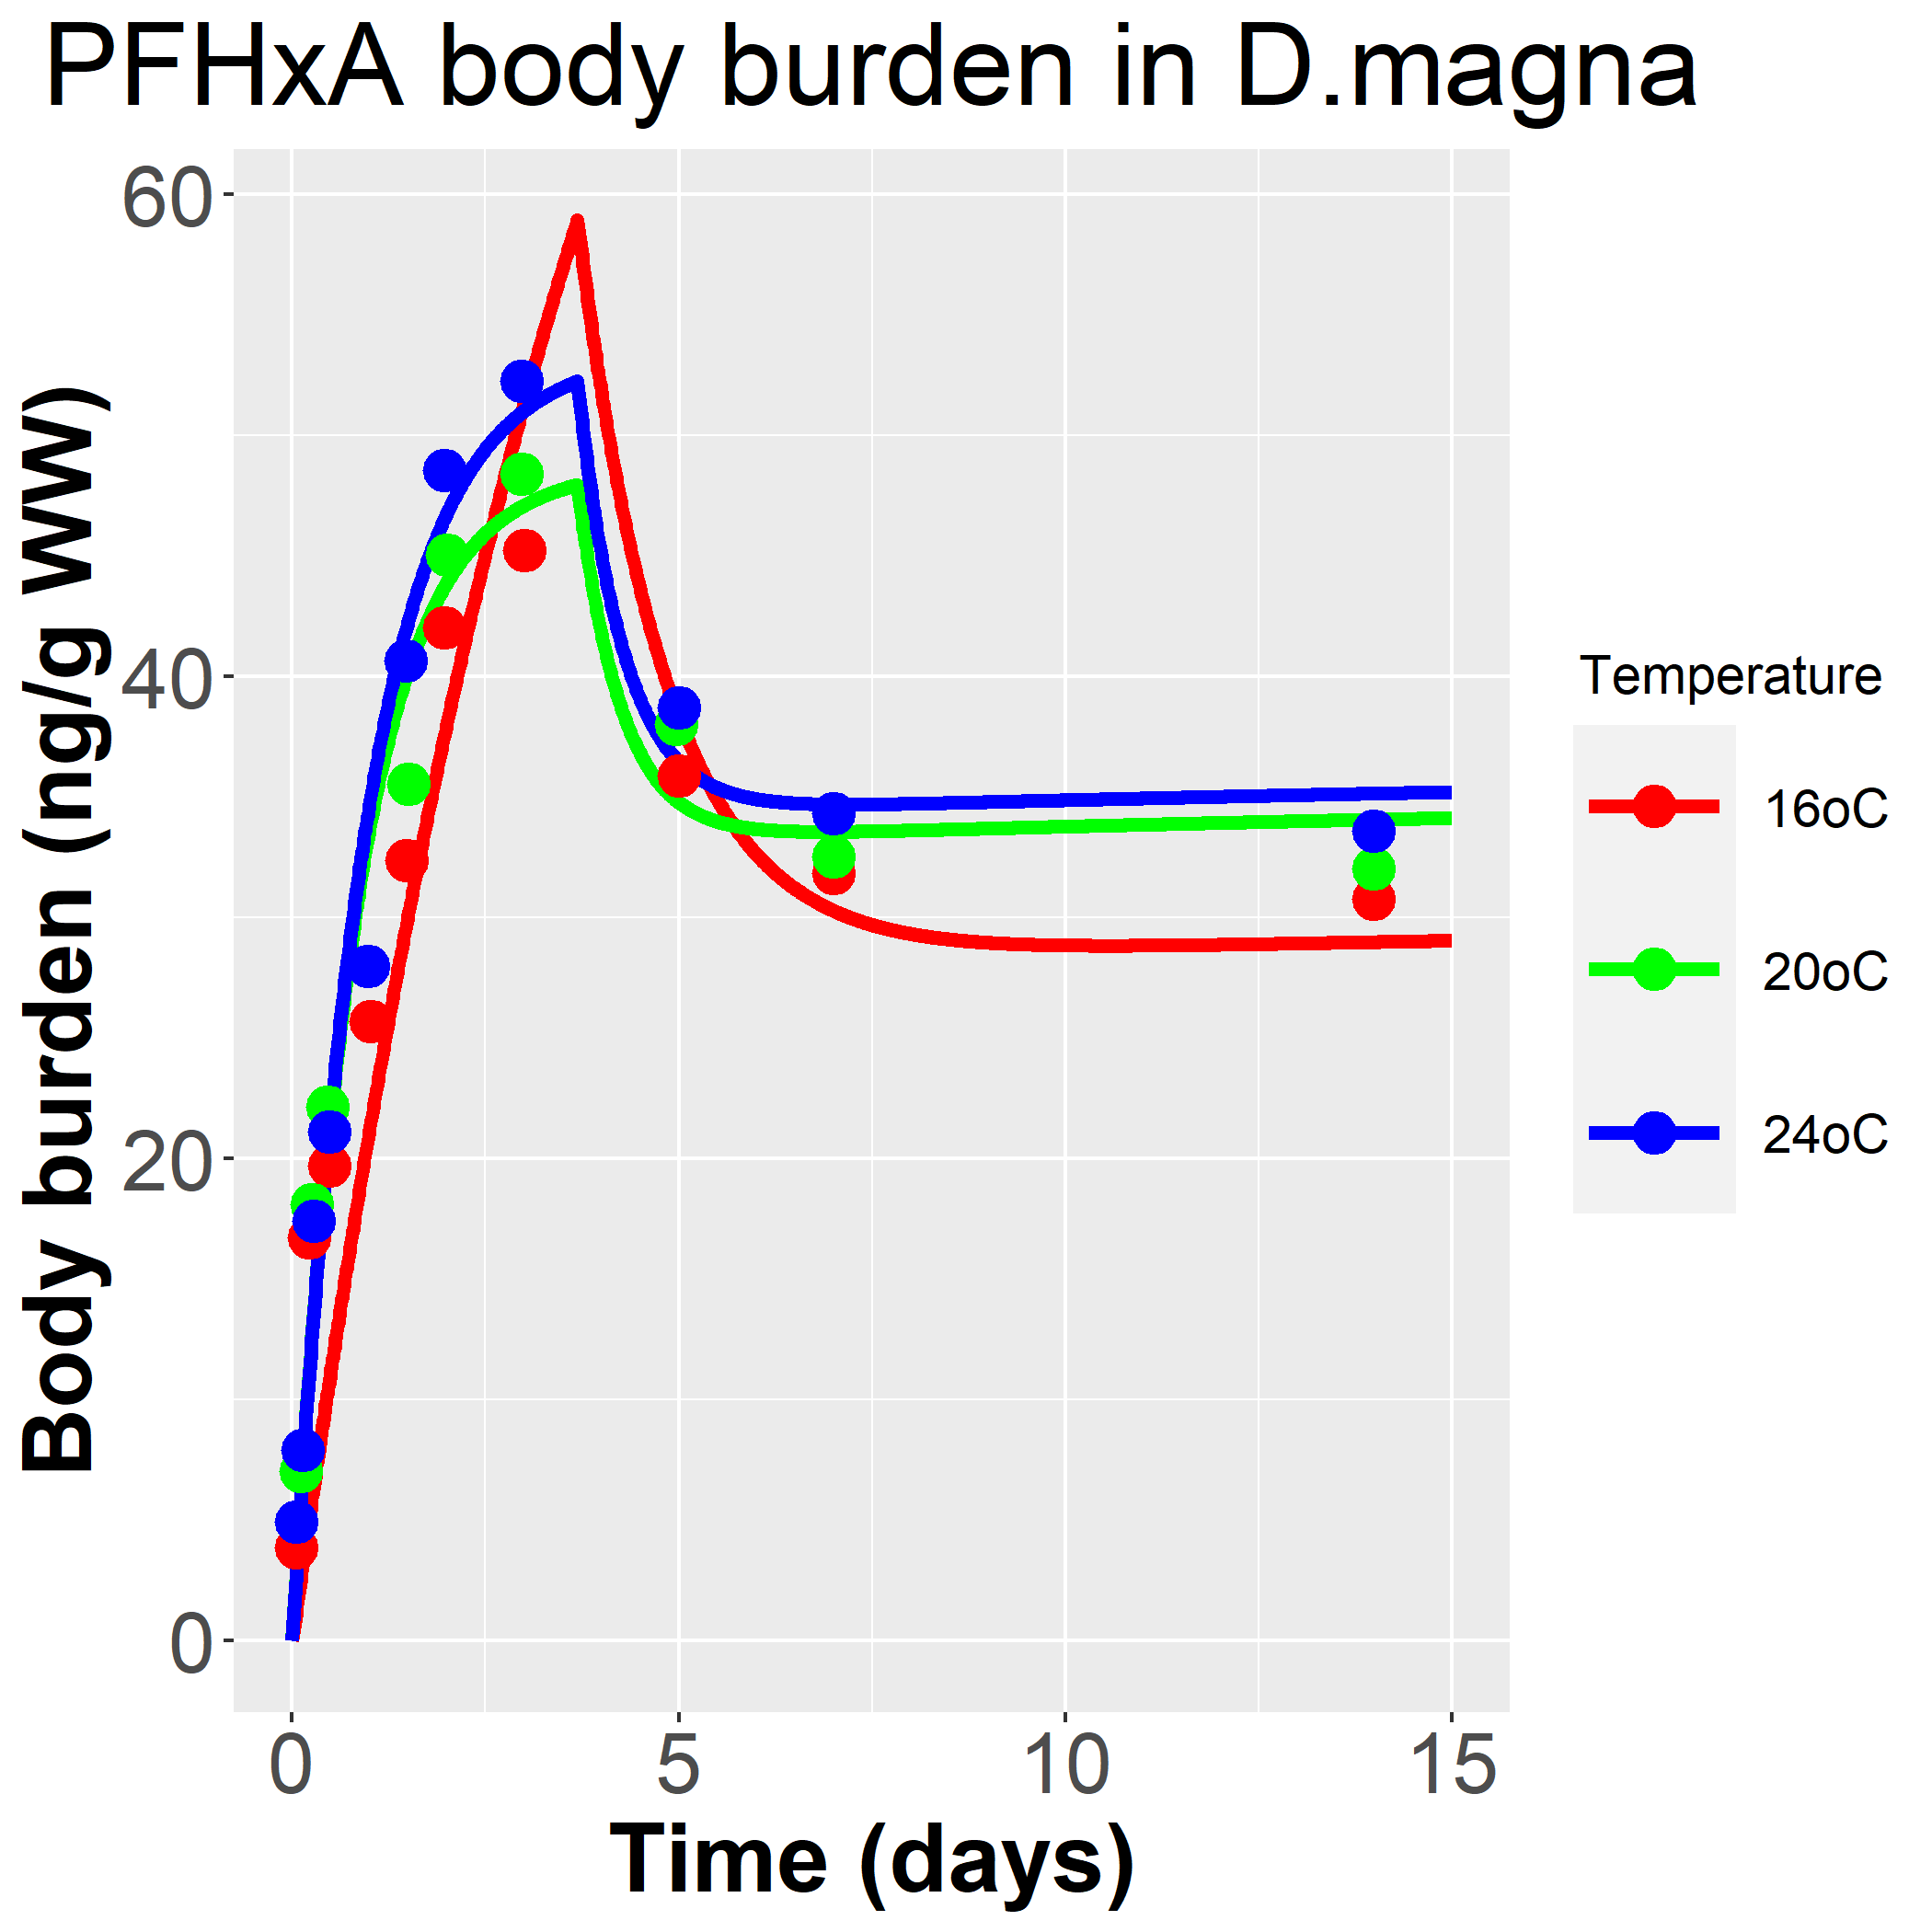 PFHxA body burden in D.magna
Body burden (ng/g WW)
60
40
20
0
0
5
10
15
Time (days)
Temperature
16oC
20oC
24oC